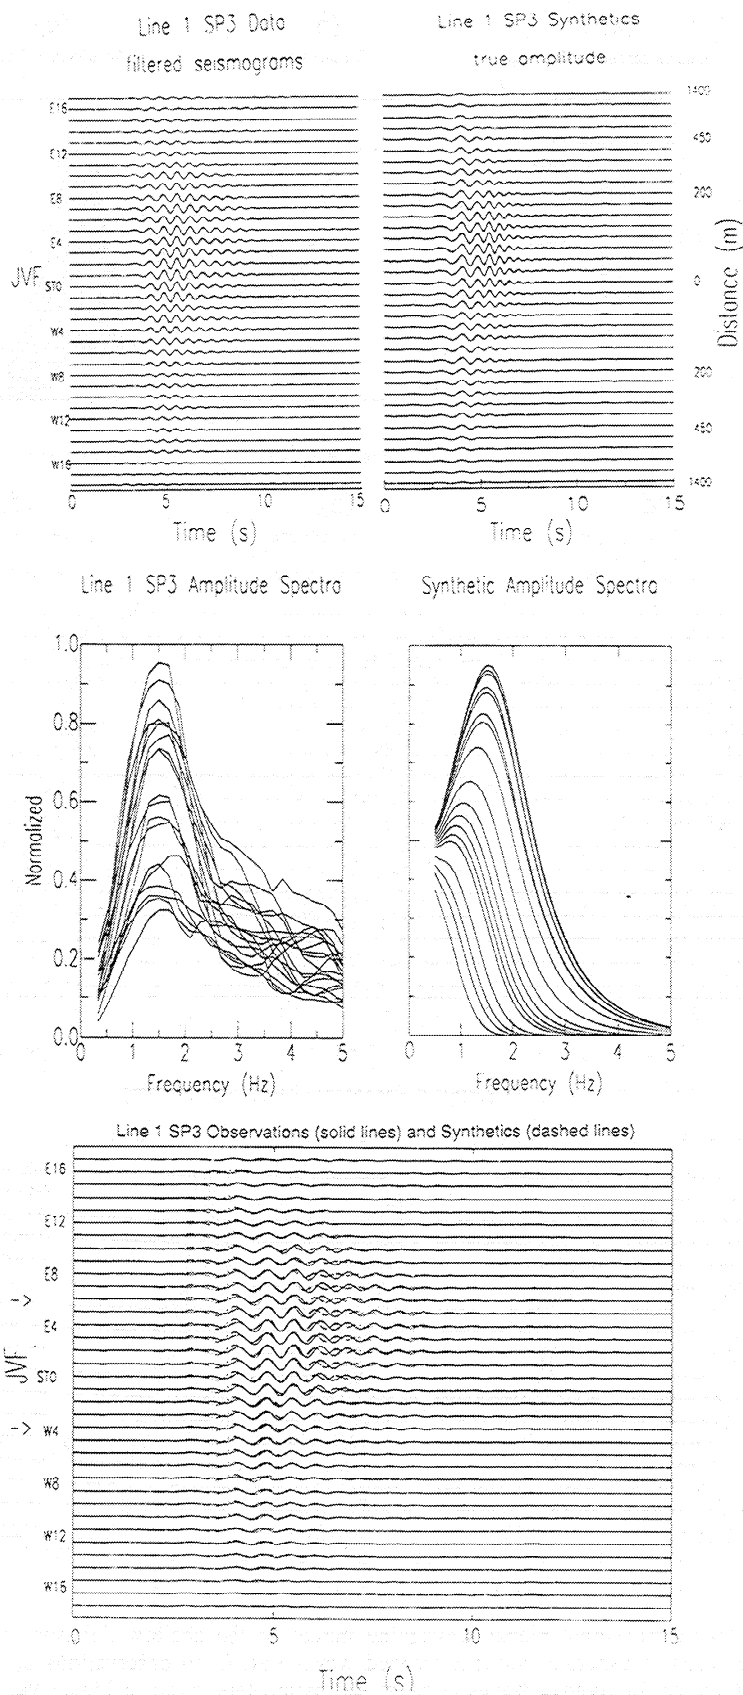 Line 1 SP3 Data
filtered seismograms
E16
E12
E8
E4
JVF
ST0
W4
W8
W12
W16
0 5 10 15
Time (s)
Line 1 SP3 Synthetics
true amplitude
1400
450
200
0
200
450
1400
Distance (m)
0 5 10 15
Time (s)
Line 1 SP3 Amplitude Spectra
1.0
0.8
0.6
0.4
0.2
0.0
Normalized
0 1 2 3 4 5
Frequency (Hz)
Synthetic Amplitude Spectra
0 1 2 3 4 5
Frequency (Hz)
Line 1 SP3 Observations (solid lines) and Synthetics (dashed lines)
E16
E12
E8
->
E4
JVF
ST0
->
W4
W8
W12
W16
0 5 10 15
Time (s)